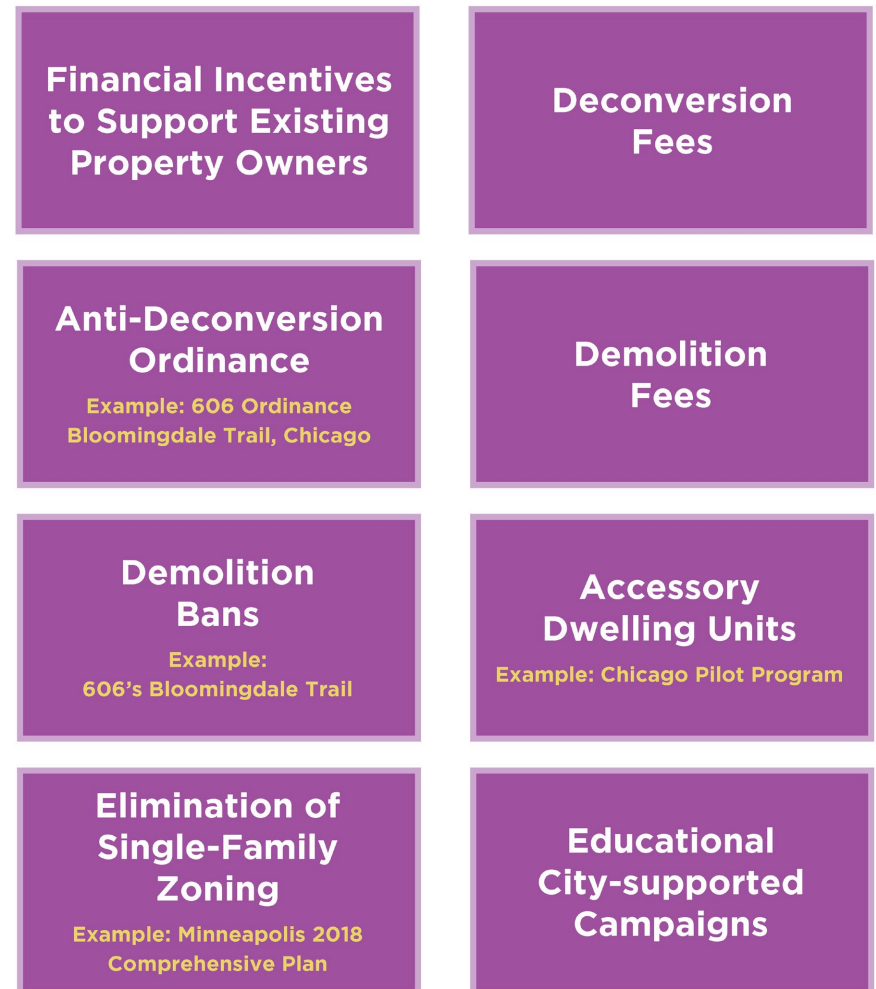 Financial Incentives
to Support Existing
Property Owners
Deconversion
Fees
Anti-Deconversion
Ordinance
Example: 606 Ordinance
Bloomingdale Trail, Chicago
Demolition
Fees
Demolition
Bans
Example:
606’s Bloomingdale Trail
Accessory
Dwelling Units
Example: Chicago Pilot Program
Elimination of
Single-Family
Zoning
Example: Minneapolis 2018
Comprehensive Plan
Educational
City-supported
Campaigns